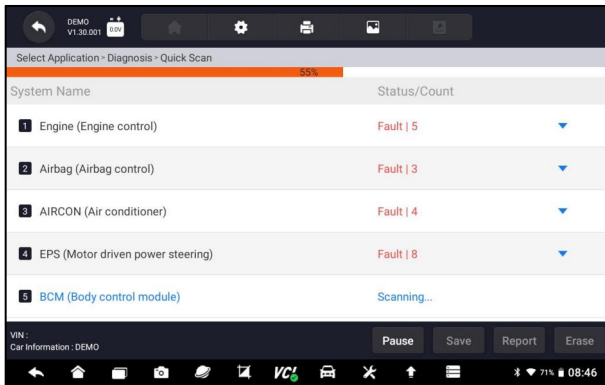 DEMO
V1.30.001
0.0V
Select Application > Diagnosis > Quick Scan
55%
System Name Status/Count
1 Engine (Engine control) Fault | 5
2 Airbag (Airbag control) Fault | 3
3 AIRCON (Air conditioner) Fault | 4
4 EPS (Motor driven power steering) Fault | 8
5 BCM (Body control module) Scanning...
VIN :
Car Information : DEMO
Pause Save Report Erase
VCI 71% 08:46